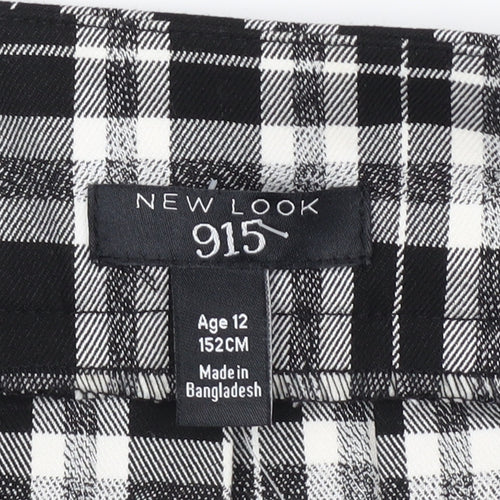 NEW LOOK
915
Age 12
152CM
Made in
Bangladesh